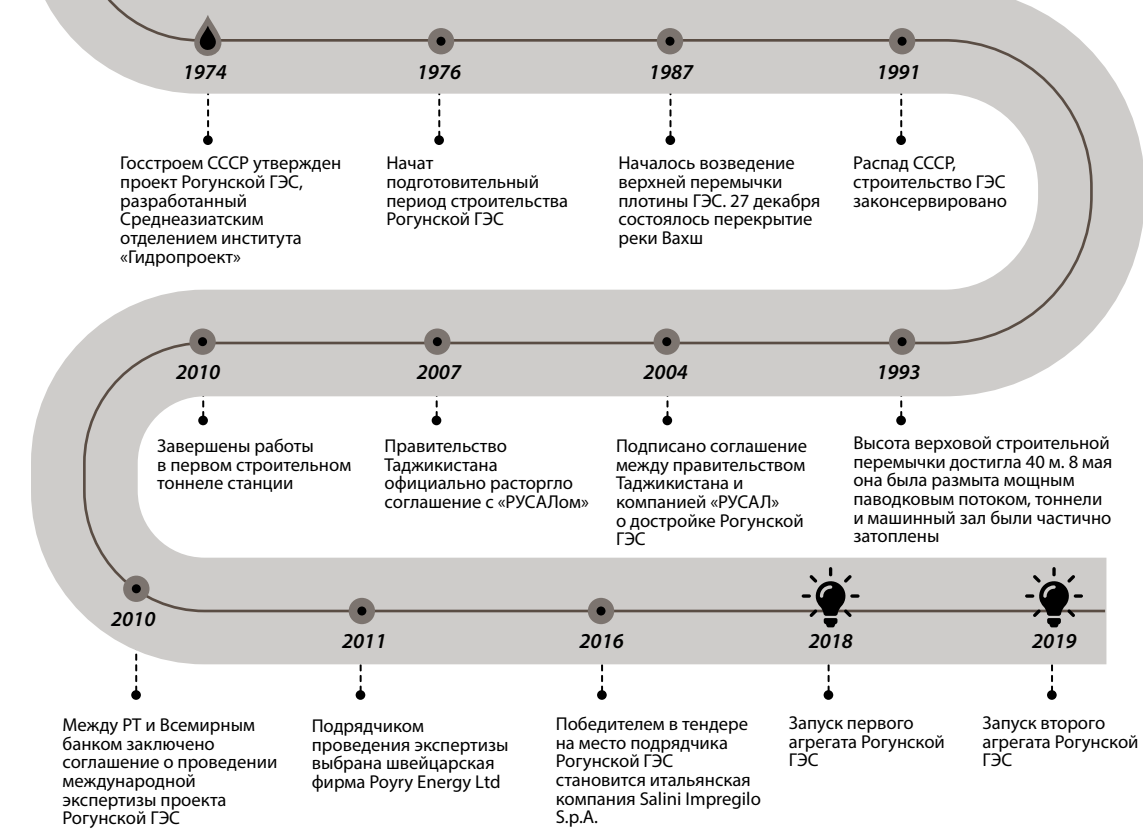 1974
Госстроем СССР утвержден
проект Рогунской ГЭС,
разработанный
Среднеазиатским
отделением института
«Гидропроект»
1976
Начат
подготовительный
период строительства
Рогунской ГЭС
1987
Началось возведение
верхней перемычки
плотины ГЭС. 27 декабря
состоялось перекрытие
реки Вахш
1991
Распад СССР,
строительство ГЭС
законсервировано
1993
Высота верховой строительной
перемычки достигла 40 м. 8 мая
она была размыта мощным
паводковым потоком, тоннели
и машинный зал были частично
затоплены
2004
Подписано соглашение
между правительством
Таджикистана и
компанией «РУСАЛ»
о достройке Рогунской
ГЭС
2007
Правительство
Таджикистана
официально расторгло
соглашение с «РУСАЛом»
2010
Завершены работы
в первом строительном
тоннеле станции
2010
Между РТ и Всемирным
банком заключено
соглашение о проведении
международной
экспертизы проекта
Рогунской ГЭС
2011
Подрядчиком
проведения экспертизы
выбрана швейцарская
фирма Poyry Energy Ltd
2016
Победителем в тендере
на место подрядчика
Рогунской ГЭС
становится итальянская
компания Salini Impregilo
S.p.A.
2018
Запуск первого
агрегата Рогунской
ГЭС
2019
Запуск второго
агрегата Рогунской
ГЭС